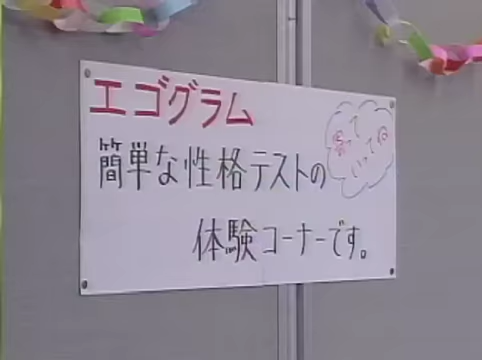 エゴグラム
簡単な性格テストの
体験コーナーです。